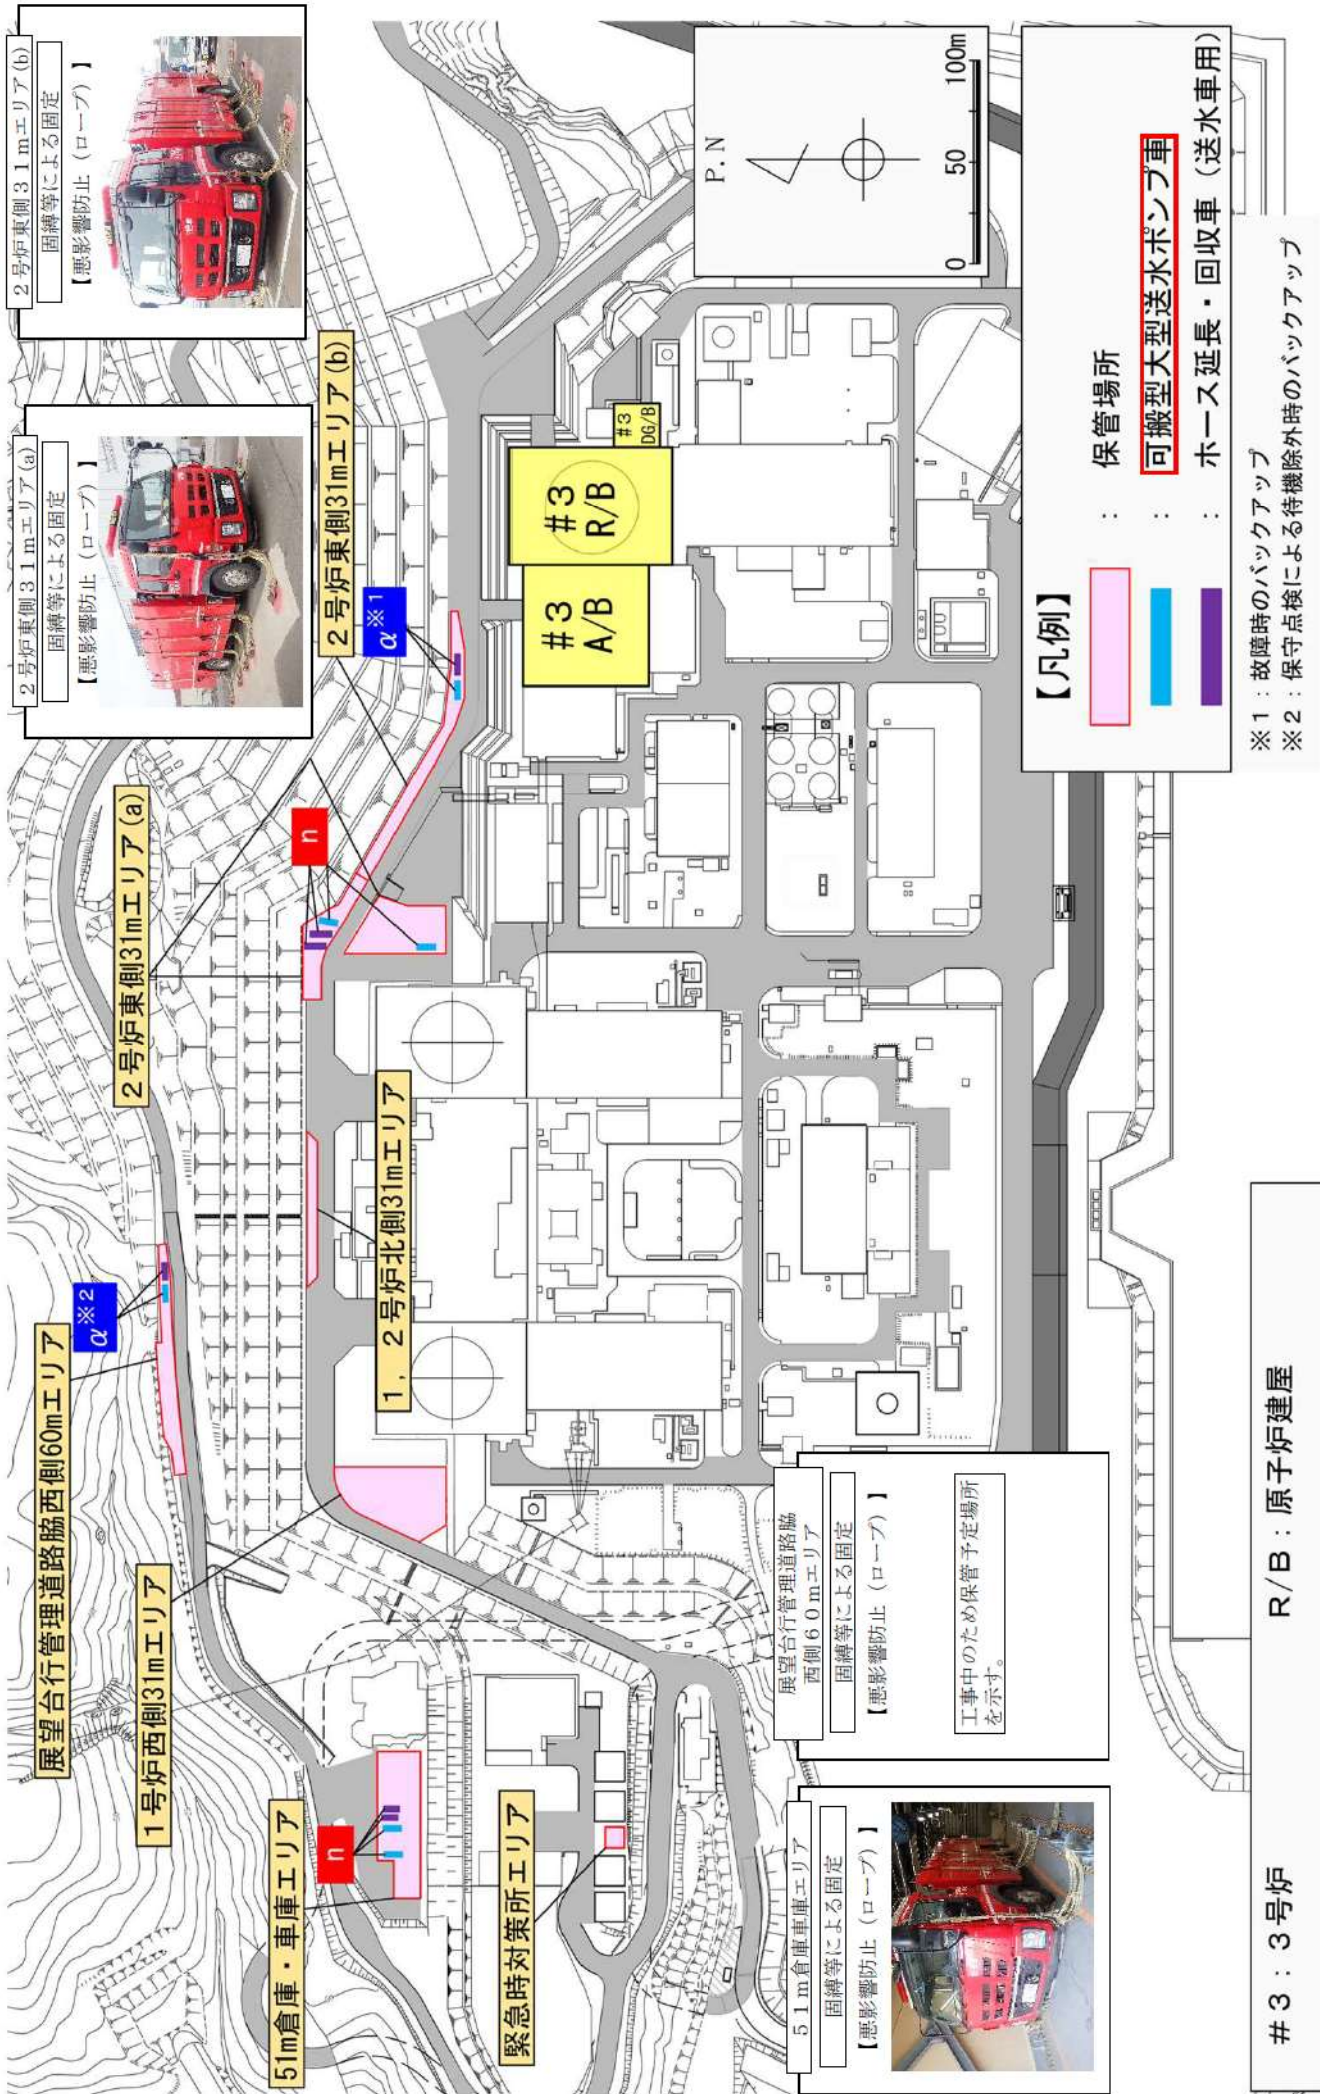 展望台行管理道路脇西側60mエリア
α※2
1号炉西側31mエリア
51m倉庫・車庫エリア
n
緊急時対策所エリア
1, 2号炉北側31mエリア
2号炉東側31mエリア(a)
n
2号炉東側31mエリア(b)
α※1
#3
A/B
#3
R/B
#3
DG/B
2号炉東側31mエリア(a)
固縛等による固定
【悪影響防止（ロープ）】
2号炉東側31mエリア(b)
固縛等による固定
【悪影響防止（ロープ）】
51m倉庫車庫エリア
固縛等による固定
【悪影響防止（ロープ）】
展望台行管理道路脇
西側60mエリア
固縛等による固定
【悪影響防止（ロープ）】
工事中のため保管予定場所
を示す。
P.N
0 50 100m
【凡例】
： 保管場所
： 可搬型大型送水ポンプ車
： ホース延長・回収車（送水車用）
※1：故障時のバックアップ
※2：保守点検による待機除外時のバックアップ
#3：3号炉 R/B：原子炉建屋